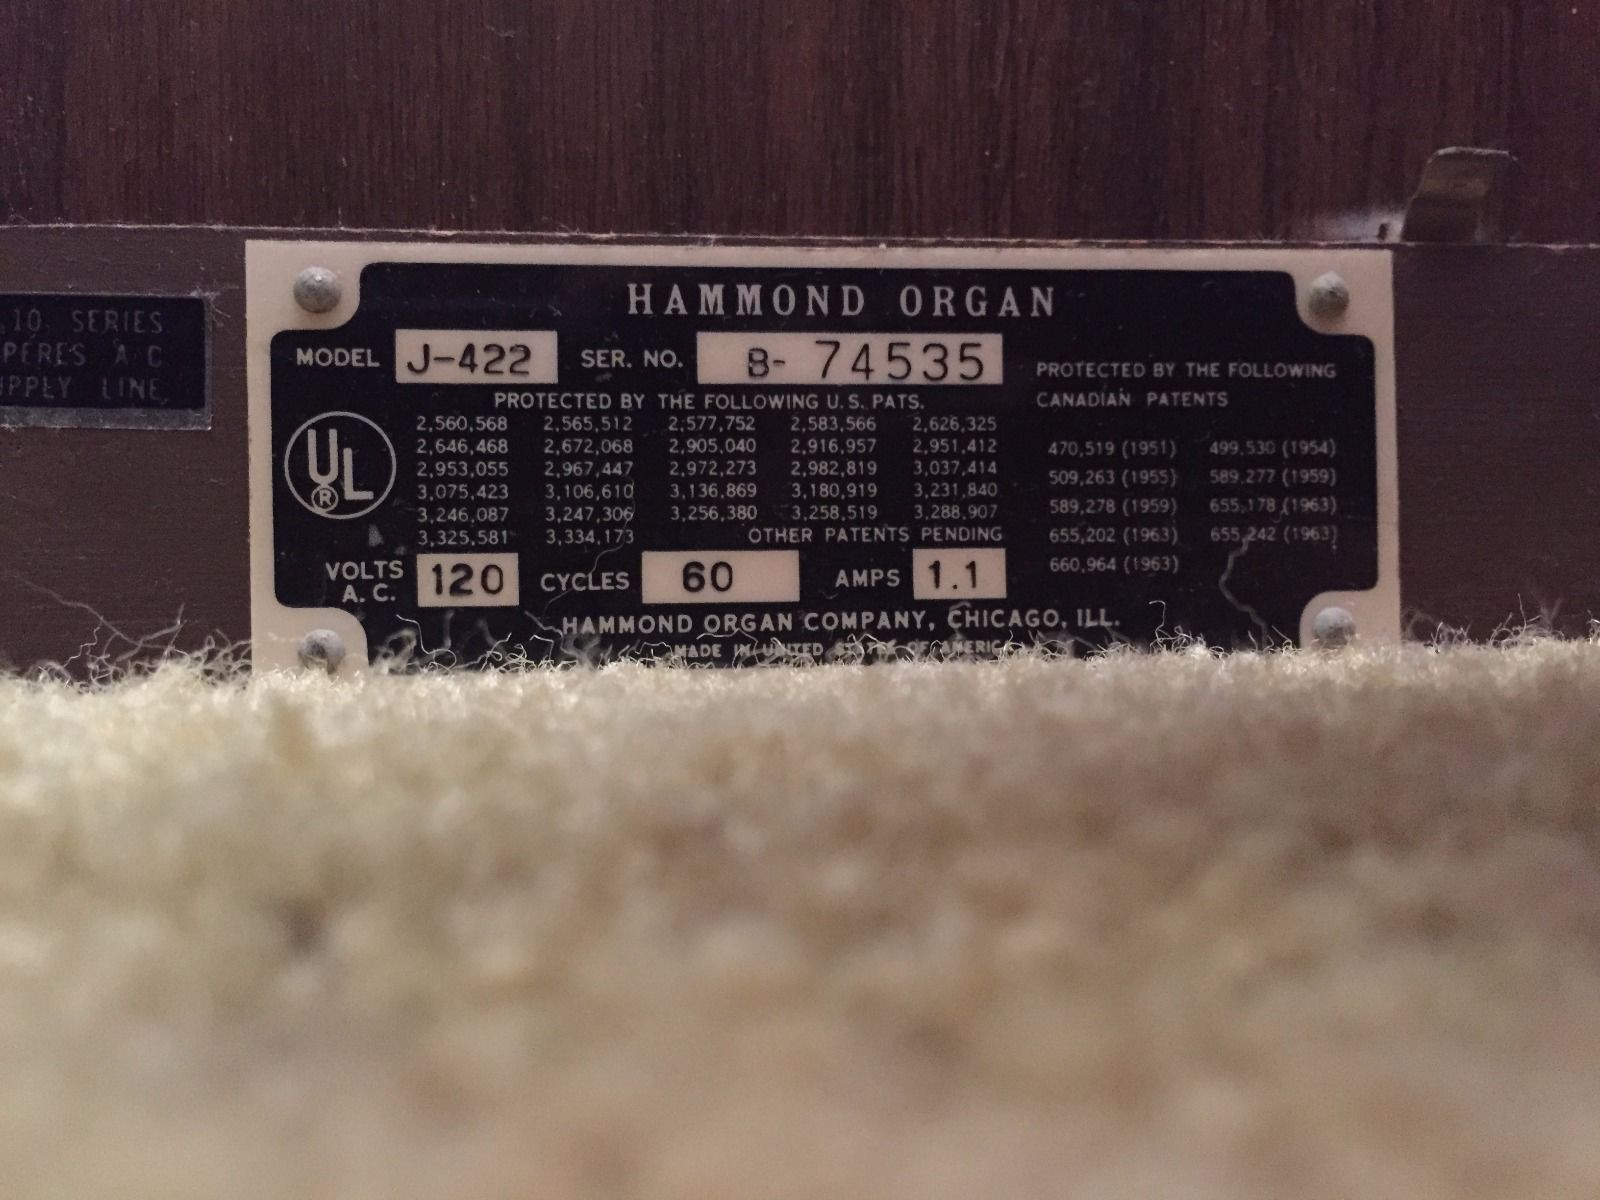 10 SERIES
A C
LINE
HAMMOND ORGAN
MODEL J-422 SER. NO. B- 74535
PROTECTED BY THE FOLLOWING U.S. PATS.
2,560,568 2,565,512 2,577,752 2,583,566 2,626,325
2,646,468 2,672,068 2,905,040 2,916,957 2,951,412
2,953,055 2,967,447 2,972,273 2,982,819 3,037,414
3,075,423 3,106,610 3,136,869 3,180,919 3,231,840
3,246,087 3,247,306 3,256,380 3,258,519 3,288,907
3,325,581 3,334,173 OTHER PATENTS PENDING
UL
®
PROTECTED BY THE FOLLOWING
CANADIAN PATENTS
470,519 (1951) 499,530 (1954)
509,263 (1955) 589,277 (1959)
589,278 (1959) 655,178 (1963)
655,202 (1963) 655,242 (1963)
660,964 (1963)
VOLTS A.C. 120 CYCLES 60 AMPS 1.1
HAMMOND ORGAN COMPANY, CHICAGO, ILL.
MADE IN UNITED STATES OF AMERICA